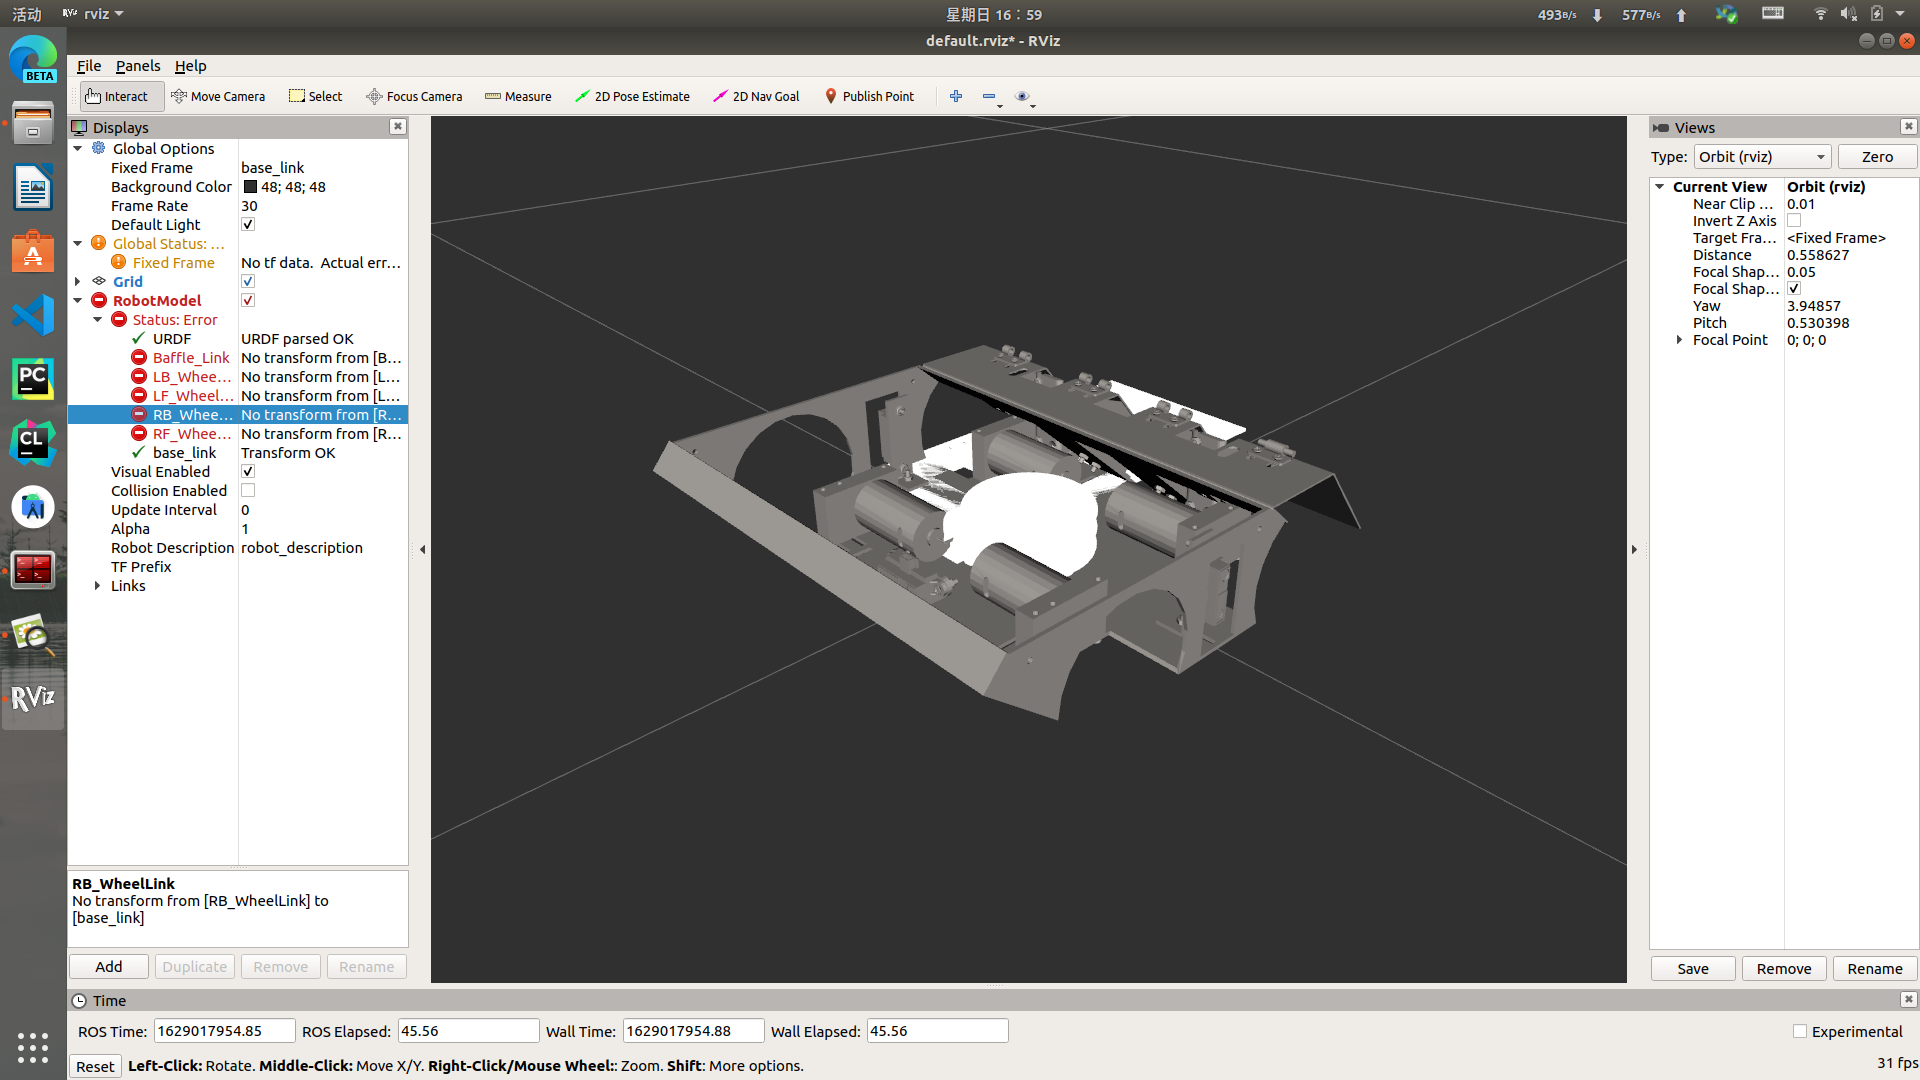 活动 RViz rviz 星期日 16：59 493B/s 577B/s
default.rviz* - RViz
BETA
File Panels Help
Interact Move Camera Select Focus Camera Measure 2D Pose Estimate 2D Nav Goal Publish Point
Displays
Global Options
Fixed Frame base_link
Background Color 48; 48; 48
Frame Rate 30
Default Light
Global Status: …
Fixed Frame No tf data. Actual err…
Grid
RobotModel
Status: Error
URDF URDF parsed OK
Baffle_Link No transform from [B…
LB_Whee… No transform from [L…
LF_Wheel… No transform from [L…
RB_Whee… No transform from [R…
RF_Whee… No transform from [R…
base_link Transform OK
Visual Enabled
Collision Enabled
Update Interval 0
Alpha 1
Robot Description robot_description
TF Prefix
Links
RB_WheelLink
No transform from [RB_WheelLink] to
[base_link]
Add Duplicate Remove Rename
Views
Type: Orbit (rviz) Zero
Current View Orbit (rviz)
Near Clip … 0.01
Invert Z Axis
Target Fra… <Fixed Frame>
Distance 0.558627
Focal Shap… 0.05
Focal Shap…
Yaw 3.94857
Pitch 0.530398
Focal Point 0; 0; 0
Save Remove Rename
PC
CL
RViz
Time
ROS Time: 1629017954.85 ROS Elapsed: 45.56 Wall Time: 1629017954.88 Wall Elapsed: 45.56 Experimental
Reset Left-Click: Rotate. Middle-Click: Move X/Y. Right-Click/Mouse Wheel:: Zoom. Shift: More options. 31 fps